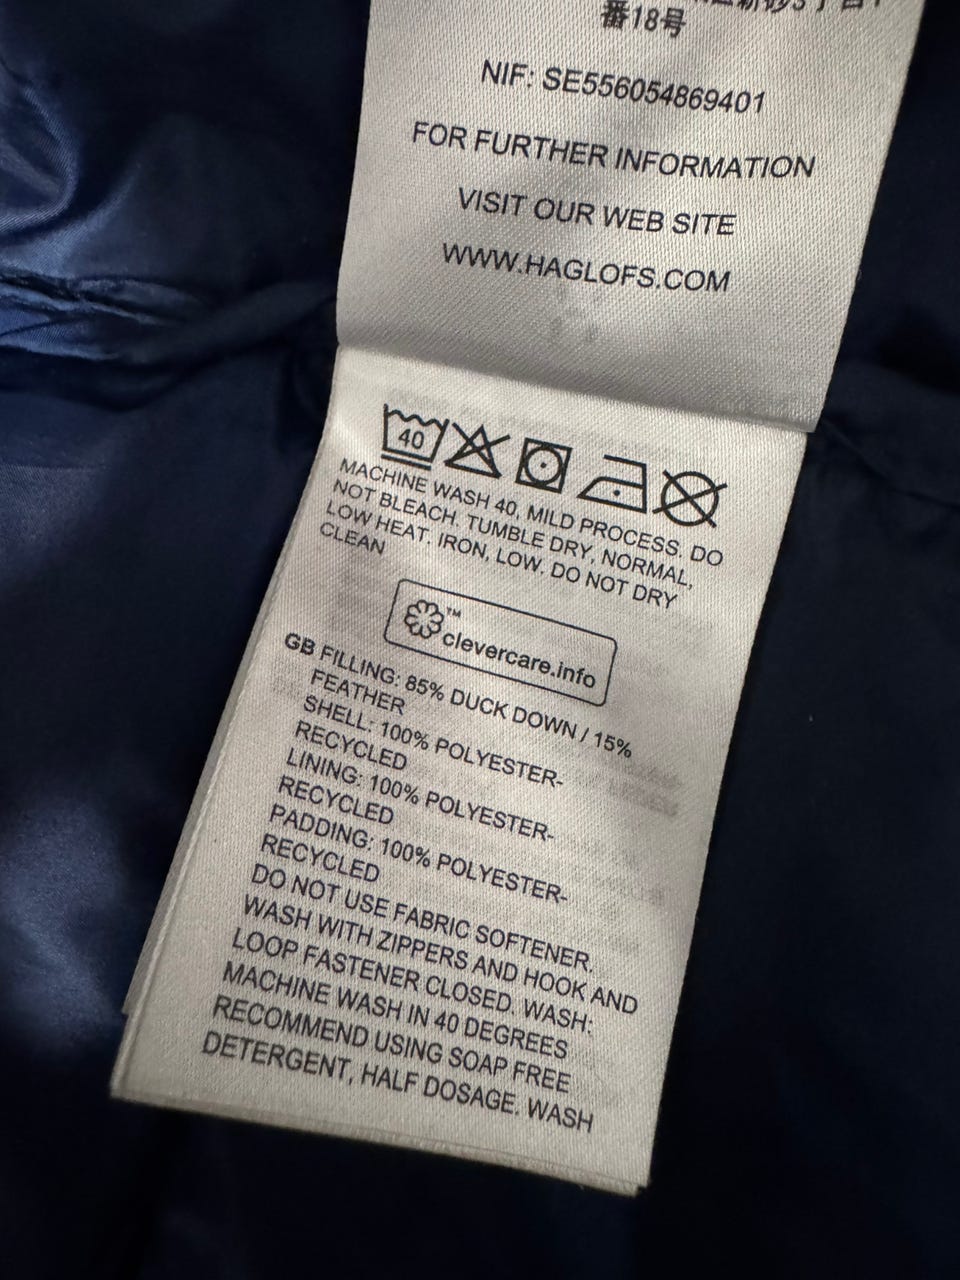 番18号
NIF: SE556054869401
FOR FURTHER INFORMATION
VISIT OUR WEB SITE
WWW.HAGLOFS.COM
40
MACHINE WASH 40, MILD PROCESS. DO
NOT BLEACH. TUMBLE DRY, NORMAL,
LOW HEAT. IRON, LOW. DO NOT DRY
CLEAN
™
clevercare.info
GB FILLING: 85% DUCK DOWN / 15%
FEATHER
SHELL: 100% POLYESTER-
RECYCLED
LINING: 100% POLYESTER-
RECYCLED
PADDING: 100% POLYESTER-
RECYCLED
DO NOT USE FABRIC SOFTENER.
WASH WITH ZIPPERS AND HOOK AND
LOOP FASTENER CLOSED. WASH:
MACHINE WASH IN 40 DEGREES
RECOMMEND USING SOAP FREE
DETERGENT, HALF DOSAGE. WASH